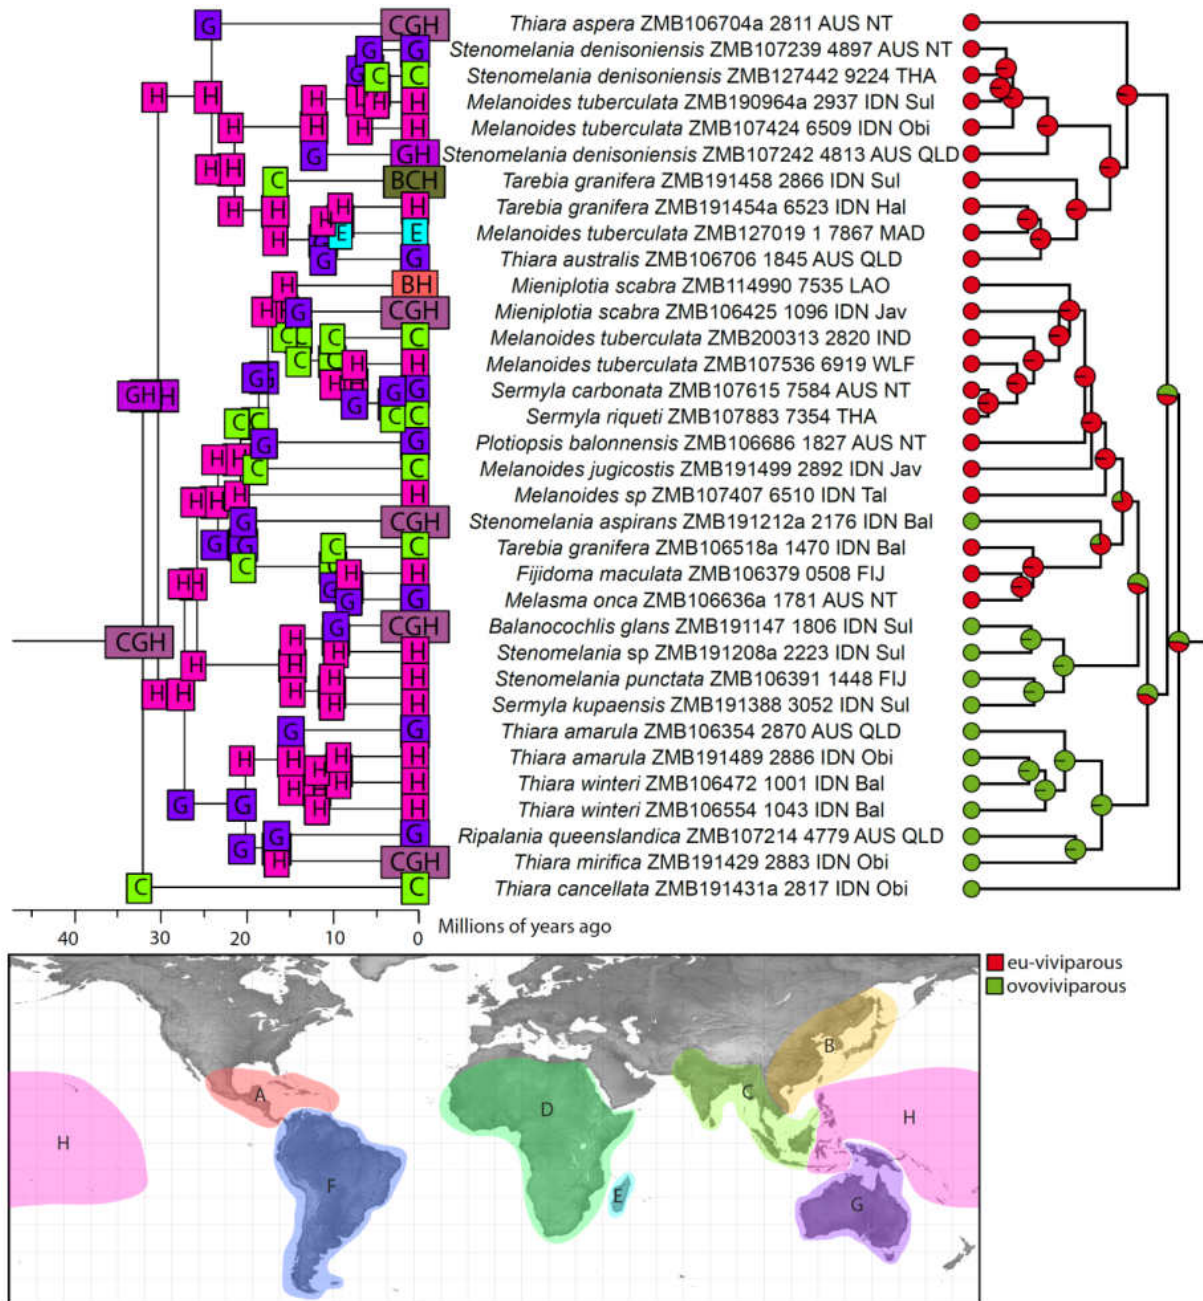 G CGH Thiara aspera ZMB106704a 2811 AUS NT
G G Stenomelania denisoniensis ZMB107239 4897 AUS NT
G C C Stenomelania denisoniensis ZMB127442 9224 THA
H H H H H H Melanoides tuberculata ZMB190964a 2937 IDN Sul
H H H H Melanoides tuberculata ZMB107424 6509 IDN Obi
G GH Stenomelania denisoniensis ZMB107242 4813 AUS QLD
H H C BCH Tarebia granifera ZMB191458 2866 IDN Sul
H H H H H Tarebia granifera ZMB191454a 6523 IDN Hal
H E E Melanoides tuberculata ZMB127019 1 7867 MAD
G G Thiara australis ZMB106706 1845 AUS QLD
H BH Mieniplotia scabra ZMB114990 7535 LAO
H G CGH Mieniplotia scabra ZMB106425 1096 IDN Jav
C C C Melanoides tuberculata ZMB200313 2820 IND
C H H Melanoides tuberculata ZMB107536 6919 WLF
GH H G G H G G Sermyla carbonata ZMB107615 7584 AUS NT
C C G C C Sermyla riqueti ZMB107883 7354 THA
G G Plotiopsis balonnensis ZMB106686 1827 AUS NT
H H C C Melanoides jugicostis ZMB191499 2892 IDN Jav
H H H H Melanoides sp ZMB107407 6510 IDN Tal
G CGH Stenomelania aspirans ZMB191212a 2176 IDN Bal
G G C C Tarebia granifera ZMB106518a 1470 IDN Bal
H H C H H Fijidoma maculata ZMB106379 0508 FIJ
G G G Melasma onca ZMB106636a 1781 AUS NT
CGH H G CGH Balanocochlis glans ZMB191147 1806 IDN Sul
H H H H Stenomelania sp ZMB191208a 2223 IDN Sul
H H H H H Stenomelania punctata ZMB106391 1448 FIJ
H H Sermyla kupaensis ZMB191388 3052 IDN Sul
G G Thiara amarula ZMB106354 2870 AUS QLD
H H H H H Thiara amarula ZMB191489 2886 IDN Obi
H H H Thiara winteri ZMB106472 1001 IDN Bal
G G H H Thiara winteri ZMB106554 1043 IDN Bal
G G G Ripalania queenslandica ZMB107214 4779 AUS QLD
H CGH Thiara mirifica ZMB191429 2883 IDN Obi
C C Thiara cancellata ZMB191431a 2817 IDN Obi
40 30 20 10 0 Millions of years ago
eu-viviparous
ovoviviparous
B
A C
D H
H
F E G